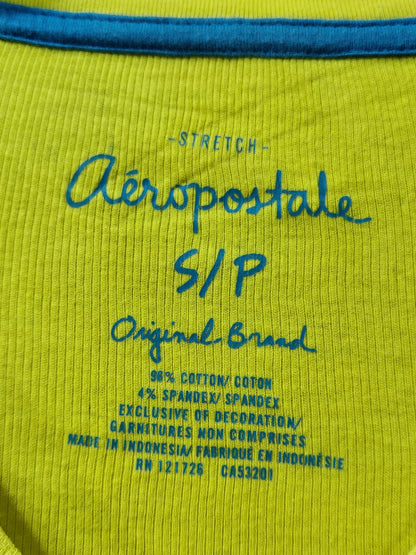 -STRETCH-
Aéropostale
S/P
Original Brand
96% COTTON/ COTON
4% SPANDEX/ SPANDEX
EXCLUSIVE OF DECORATION/
GARNITURES NON COMPRISES
MADE IN INDONESIA/ FABRIQUÉ EN INDONÉSIE
RN 121726 CA53201